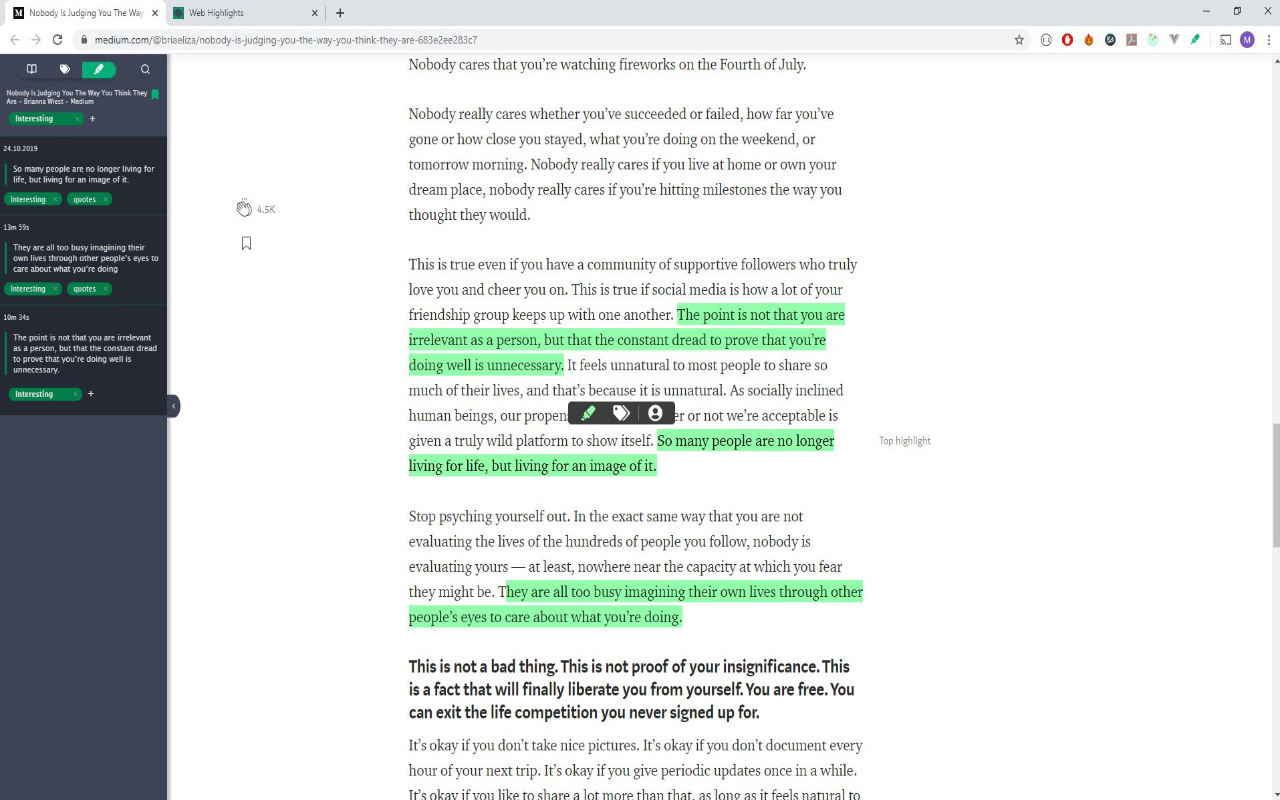 Nobody Is Judging You The Way
Web Highlights
medium.com/@briaeliza/nobody-is-judging-you-the-way-you-think-they-are-683e2ee283c7
M
Nobody Is Judging You The Way You Think They
Are – Brianna Wiest – Medium
Interesting × +
24.10.2019
So many people are no longer living for
life, but living for an image of it.
Interesting × quotes ×
13m 59s
They are all too busy imagining their
own lives through other people's eyes to
care about what you're doing
Interesting × quotes ×
10m 34s
The point is not that you are irrelevant
as a person, but that the constant dread
to prove that you're doing well is
unnecessary.
Interesting × +
4.5K
Nobody cares that you’re watching fireworks on the Fourth of July.
Nobody really cares whether you’ve succeeded or failed, how far you’ve
gone or how close you stayed, what you’re doing on the weekend, or
tomorrow morning. Nobody really cares if you live at home or own your
dream place, nobody really cares if you’re hitting milestones the way you
thought they would.
This is true even if you have a community of supportive followers who truly
love you and cheer you on. This is true if social media is how a lot of your
friendship group keeps up with one another. The point is not that you are
irrelevant as a person, but that the constant dread to prove that you’re
doing well is unnecessary. It feels unnatural to most people to share so
much of their lives, and that’s because it is unnatural. As socially inclined
human beings, our propen er or not we’re acceptable is
given a truly wild platform to show itself. So many people are no longer
living for life, but living for an image of it.
Top highlight
Stop psyching yourself out. In the exact same way that you are not
evaluating the lives of the hundreds of people you follow, nobody is
evaluating yours — at least, nowhere near the capacity at which you fear
they might be. They are all too busy imagining their own lives through other
people’s eyes to care about what you’re doing.
This is not a bad thing. This is not proof of your insignificance. This
is a fact that will finally liberate you from yourself. You are free. You
can exit the life competition you never signed up for.
It’s okay if you don’t take nice pictures. It’s okay if you don’t document every
hour of your next trip. It’s okay if you give periodic updates once in a while.
It’s okay if you like to share a lot more than that, as long as it feels natural to